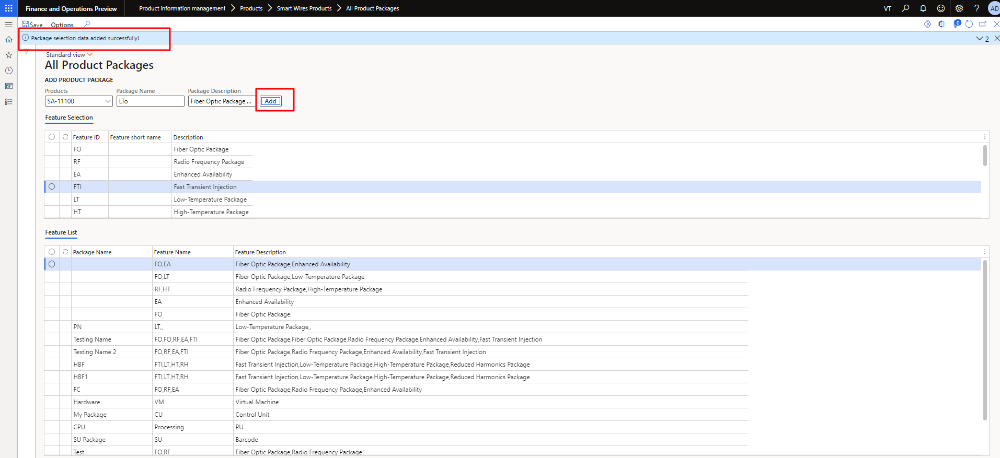 Finance and Operations Preview
Product information management > Products > Smart Wires Products > All Product Packages
VT
?
AD
Save
Options
0
Package selection data added successfully!
2
Standard view
All Product Packages
ADD PRODUCT PACKAGE
Products Package Name Package Description
SA-11100 LTo Fiber Optic Package,... Add
Feature Selection
Feature ID Feature short name Description
FO Fiber Optic Package
RF Radio Frequency Package
EA Enhanced Availability
FTI Fast Transient Injection
LT Low-Temperature Package
HT High-Temperature Package
Feature List
Package Name Feature Name Feature Description
FO,EA Fiber Optic Package,Enhanced Availability
FO,LT Fiber Optic Package,Low-Temperature Package
RF,HT Radio Frequency Package,High-Temperature Package
EA Enhanced Availability
FO Fiber Optic Package
PN LT,, Low-Temperature Package,,
Testing Name FO,FO,RF,EA,FTI Fiber Optic Package,Fiber Optic Package,Radio Frequency Package,Enhanced Availability,Fast Transient Injection
Testing Name 2 FO,RF,EA,FTI Fiber Optic Package,Radio Frequency Package,Enhanced Availability,Fast Transient Injection
HBF FTI,LT,HT,RH Fast Transient Injection,Low-Temperature Package,High-Temperature Package,Reduced Harmonics Package
HBF1 FTI,LT,HT,RH Fast Transient Injection,Low-Temperature Package,High-Temperature Package,Reduced Harmonics Package
FC FO,RF,EA Fiber Optic Package,Radio Frequency Package,Enhanced Availability
Hardware VM Virtual Machine
My Package CU Control Unit
CPU Processing PU
SU Package SU Barcode
Test FO,RF Fiber Optic Package,Radio Frequency Package